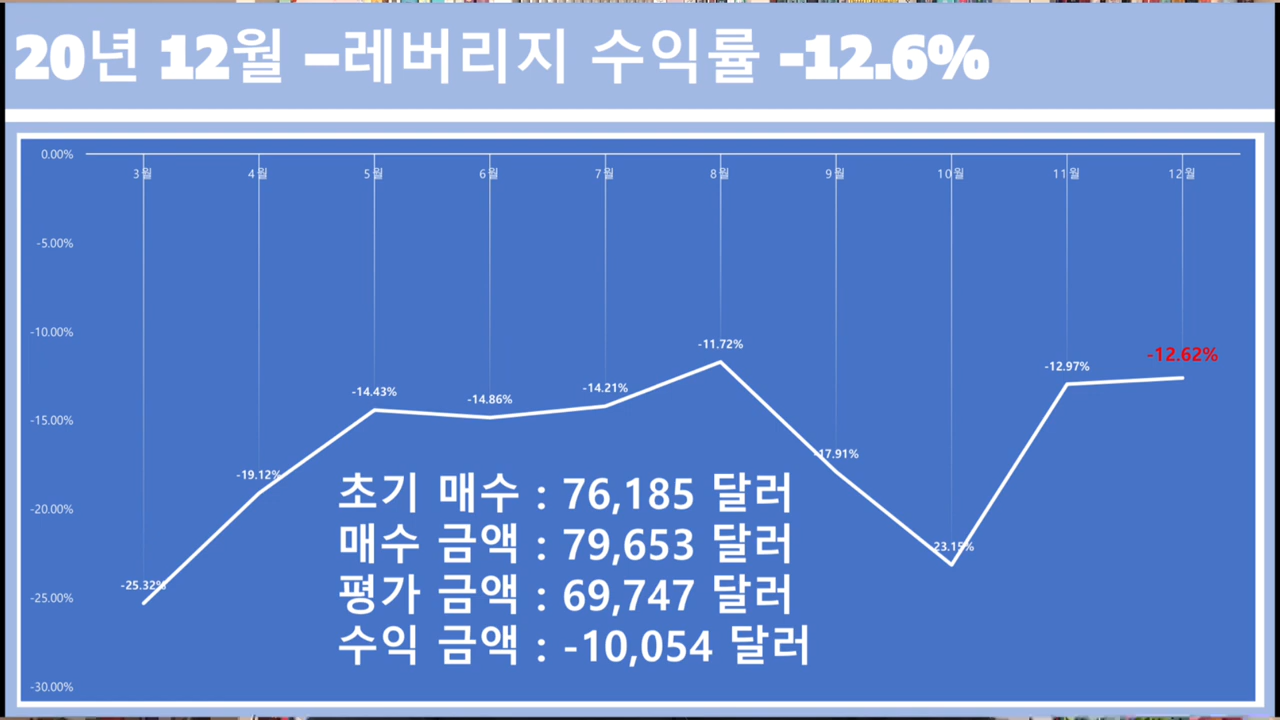 20년 12월 –레버리지 수익률 -12.6%
0.00%
3월 4월 5월 6월 7월 8월 9월 10월 11월 12월
-5.00%
-10.00%
-11.72%
-12.62%
-12.97%
-14.43% -14.86% -14.21%
-15.00%
-17.91%
-19.12%
초기 매수 : 76,185 달러
-20.00%
매수 금액 : 79,653 달러
-23.15%
-25.32%
평가 금액 : 69,747 달러
-25.00%
수익 금액 : -10,054 달러
-30.00%